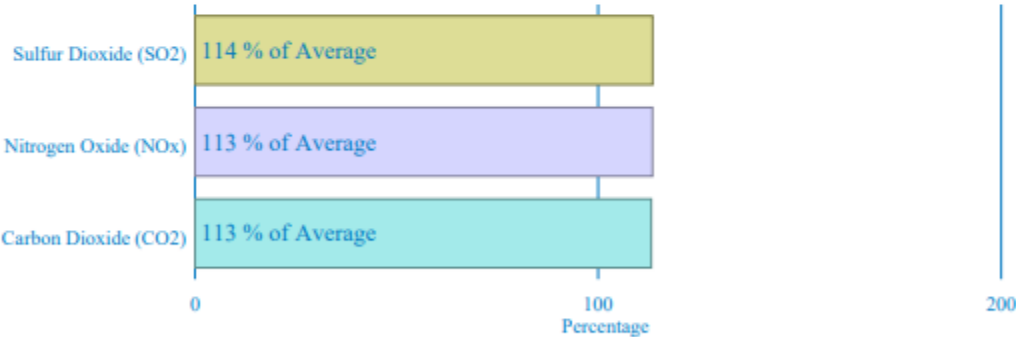 Sulfur Dioxide (SO2) 114 % of Average
Nitrogen Oxide (NOx) 113 % of Average
Carbon Dioxide (CO2) 113 % of Average
0 100 200
Percentage